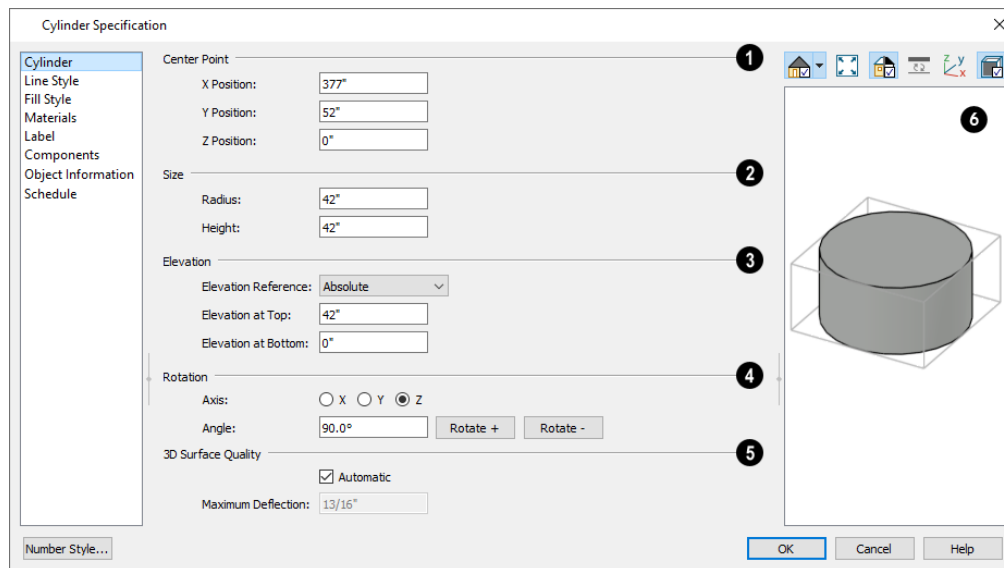 Cylinder Specification
Cylinder
Line Style
Fill Style
Materials
Label
Components
Object Information
Schedule
Center Point
1
X Position: 377"
Y Position: 52"
Z Position: 0"
Size
2
Radius: 42"
Height: 42"
Elevation
3
Elevation Reference: Absolute
Elevation at Top: 42"
Elevation at Bottom: 0"
Rotation
4
Axis: X Y Z
Angle: 90.0° Rotate + Rotate -
3D Surface Quality
5
Automatic
Maximum Deflection: 13/16"
z y x
6
Number Style...
OK Cancel Help